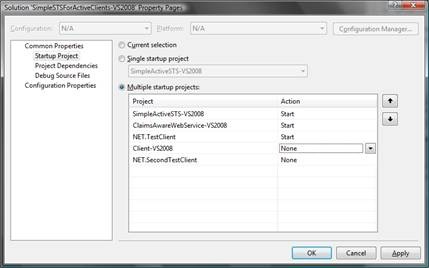 Solution 'SimpleSTSForActiveClients-VS2008' Property Pages
Configuration: N/A Platform: N/A Configuration Manager...
Common Properties
Startup Project
Project Dependencies
Debug Source Files
Configuration Properties
Current selection
Single startup project
SimpleActiveSTS-VS2008
Multiple startup projects:
Project Action
SimpleActiveSTS-VS2008 Start
ClaimsAwareWebService-VS2008 Start
.NET.TestClient Start
Client-VS2008 None
.NET.SecondTestClient None
OK Cancel Apply